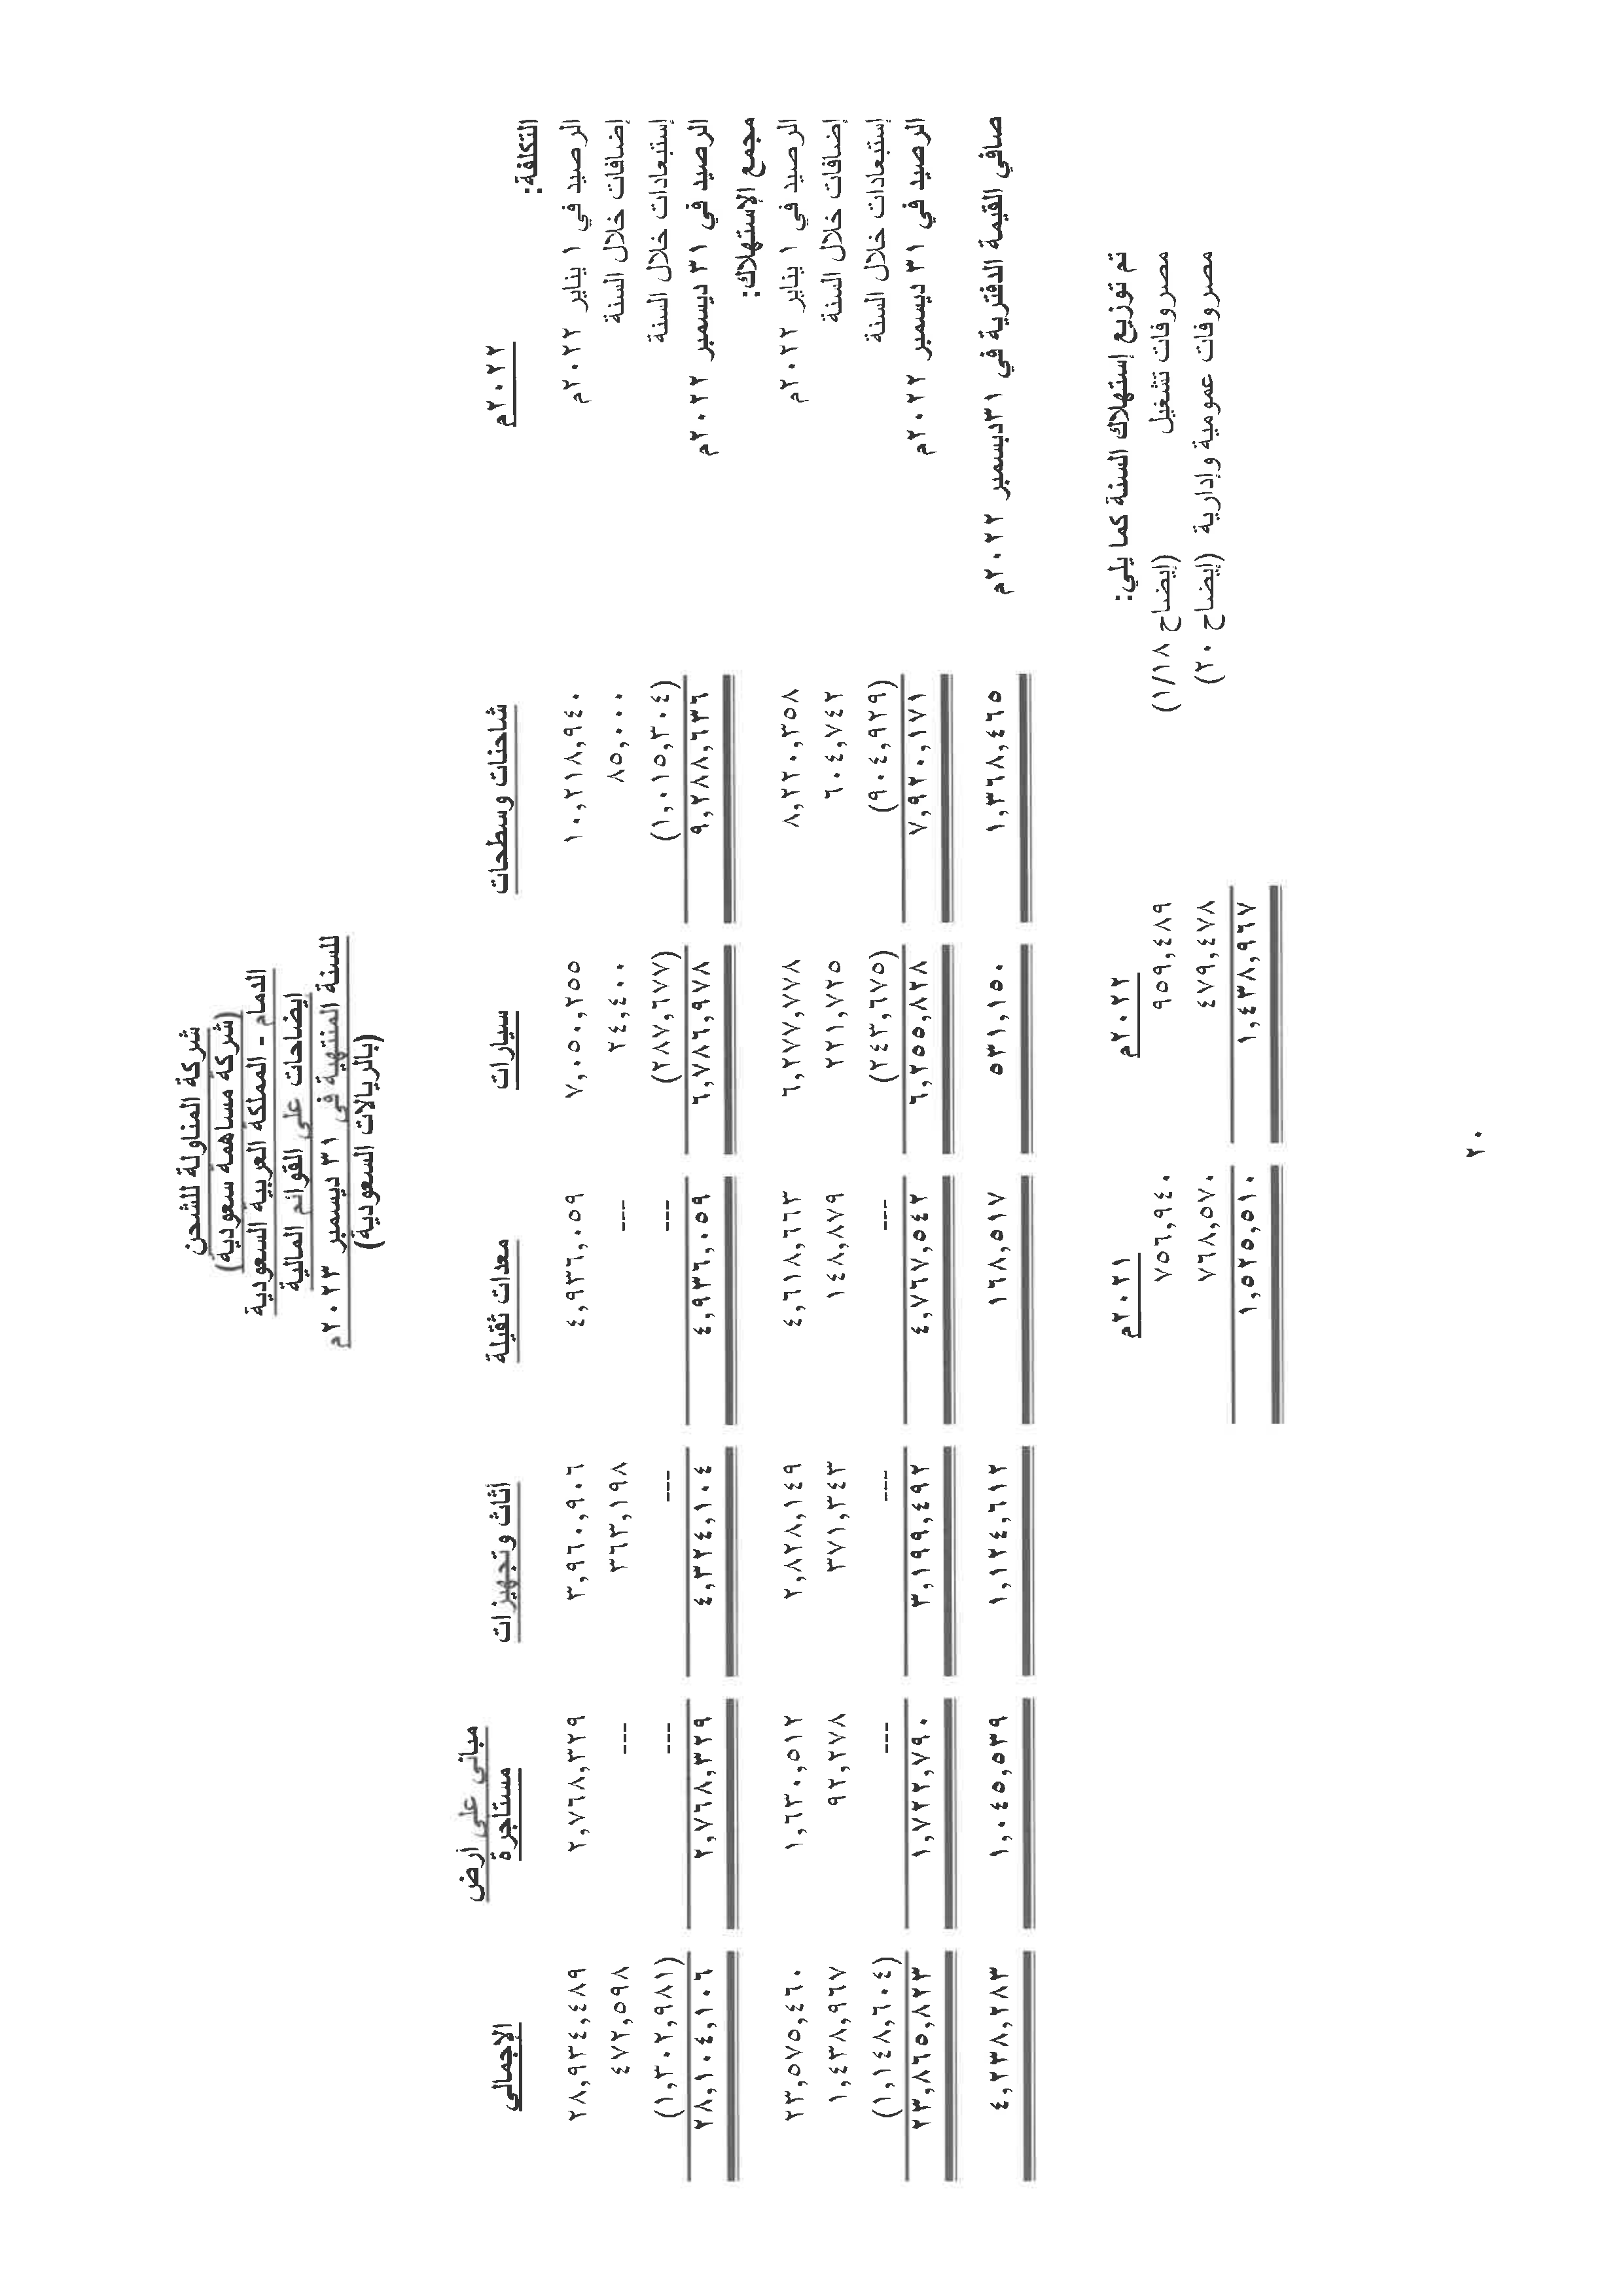 شركة المناولة للشحن
(شركة مساهمة سعودية)
الدمام - المملكة العربية السعودية
إيضاحات على القوائم المالية
للسنة المنتهية في ٣١ ديسمبر ٢٠٢٣م
(بالريالات السعودية)
مباني على أرض
٢٠٢٢م شاحنات وسطحات سيارات معدات ثقيلة أثاث وتجهيزات مستأجرة الإجمالي
التكلفة:
الرصيد في ١ يناير ٢٠٢٢م ١٠,٢١٨,٩٤٠ ٧,٠٥٠,٢٥٥ ٤,٩٣٦,٠٥٩ ٣,٩٦٠,٩٠٦ ٢,٧٦٨,٣٢٩ ٢٨,٩٣٤,٤٨٩
إضافات خلال السنة ٨٥,٠٠٠ ٢٤,٤٠٠ --- ٣٦٣,١٩٨ --- ٤٧٢,٥٩٨
إستبعادات خلال السنة (١,٠١٥,٣٠٤) (٢٨٧,٦٧٧) --- --- --- (١,٣٠٢,٩٨١)
الرصيد في ٣١ ديسمبر ٢٠٢٢م ٩,٢٨٨,٦٣٦ ٦,٧٨٦,٩٧٨ ٤,٩٣٦,٠٥٩ ٤,٣٢٤,١٠٤ ٢,٧٦٨,٣٢٩ ٢٨,١٠٤,١٠٦
مجمع الإستهلاك:
الرصيد في ١ يناير ٢٠٢٢م ٨,٢٢٠,٣٥٨ ٦,٢٧٧,٧٧٨ ٤,٦١٨,٦٦٣ ٢,٨٢٨,١٤٩ ١,٦٣٠,٥١٢ ٢٣,٥٧٥,٤٦٠
إضافات خلال السنة ٦٠٤,٧٤٢ ٢٢١,٧٢٥ ١٤٨,٨٧٩ ٣٧١,٣٤٣ ٩٢,٢٧٨ ١,٤٣٨,٩٦٧
إستبعادات خلال السنة (٩٠٤,٩٢٩) (٢٤٣,٦٧٥) --- --- --- (١,١٤٨,٦٠٤)
الرصيد في ٣١ ديسمبر ٢٠٢٢م ٧,٩٢٠,١٧١ ٦,٢٥٥,٨٢٨ ٤,٧٦٧,٥٤٢ ٣,١٩٩,٤٩٢ ١,٧٢٢,٧٩٠ ٢٣,٨٦٥,٨٢٣
صافي القيمة الدفترية في ٣١ديسمبر ٢٠٢٢م ١,٣٦٨,٤٦٥ ٥٣١,١٥٠ ١٦٨,٥١٧ ١,١٢٤,٦١٢ ١,٠٤٥,٥٣٩ ٤,٢٣٨,٢٨٣
تم توزيع إستهلاك السنة كما يلي: ٢٠٢٢م ٢٠٢١م
مصروفات تشغيل (إيضاح ١/١٨) ٩٥٩,٤٨٩ ٧٥٦,٩٤٠
مصروفات عمومية وإدارية (إيضاح ٢٠) ٤٧٩,٤٧٨ ٧٦٨,٥٧٠
١,٤٣٨,٩٦٧ ١,٥٢٥,٥١٠
٢٠